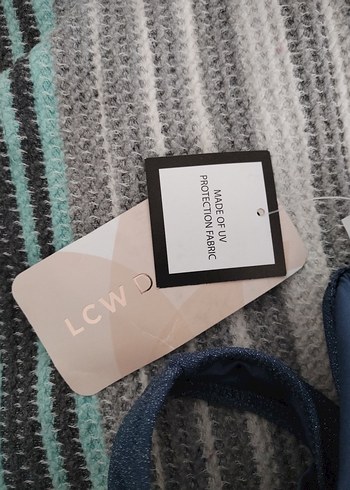 MADE OF UV
PROTECTION FABRIC
LCW D